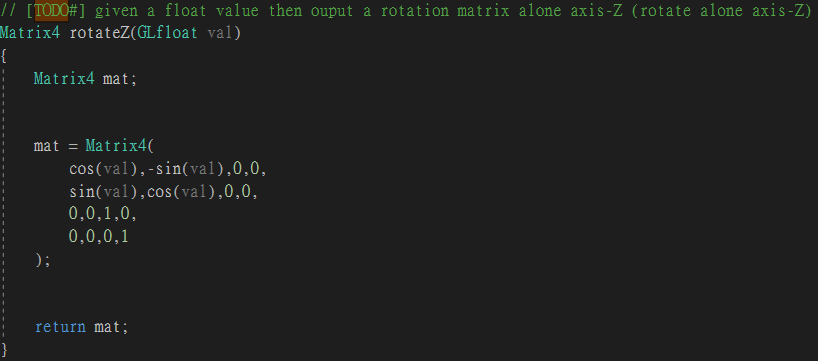 // [TODO#] given a float value then ouput a rotation matrix alone axis-Z (rotate alone axis-Z)
Matrix4 rotateZ(GLfloat val)
{
Matrix4 mat;
mat = Matrix4(
cos(val),-sin(val),0,0,
sin(val),cos(val),0,0,
0,0,1,0,
0,0,0,1
);
return mat;
}